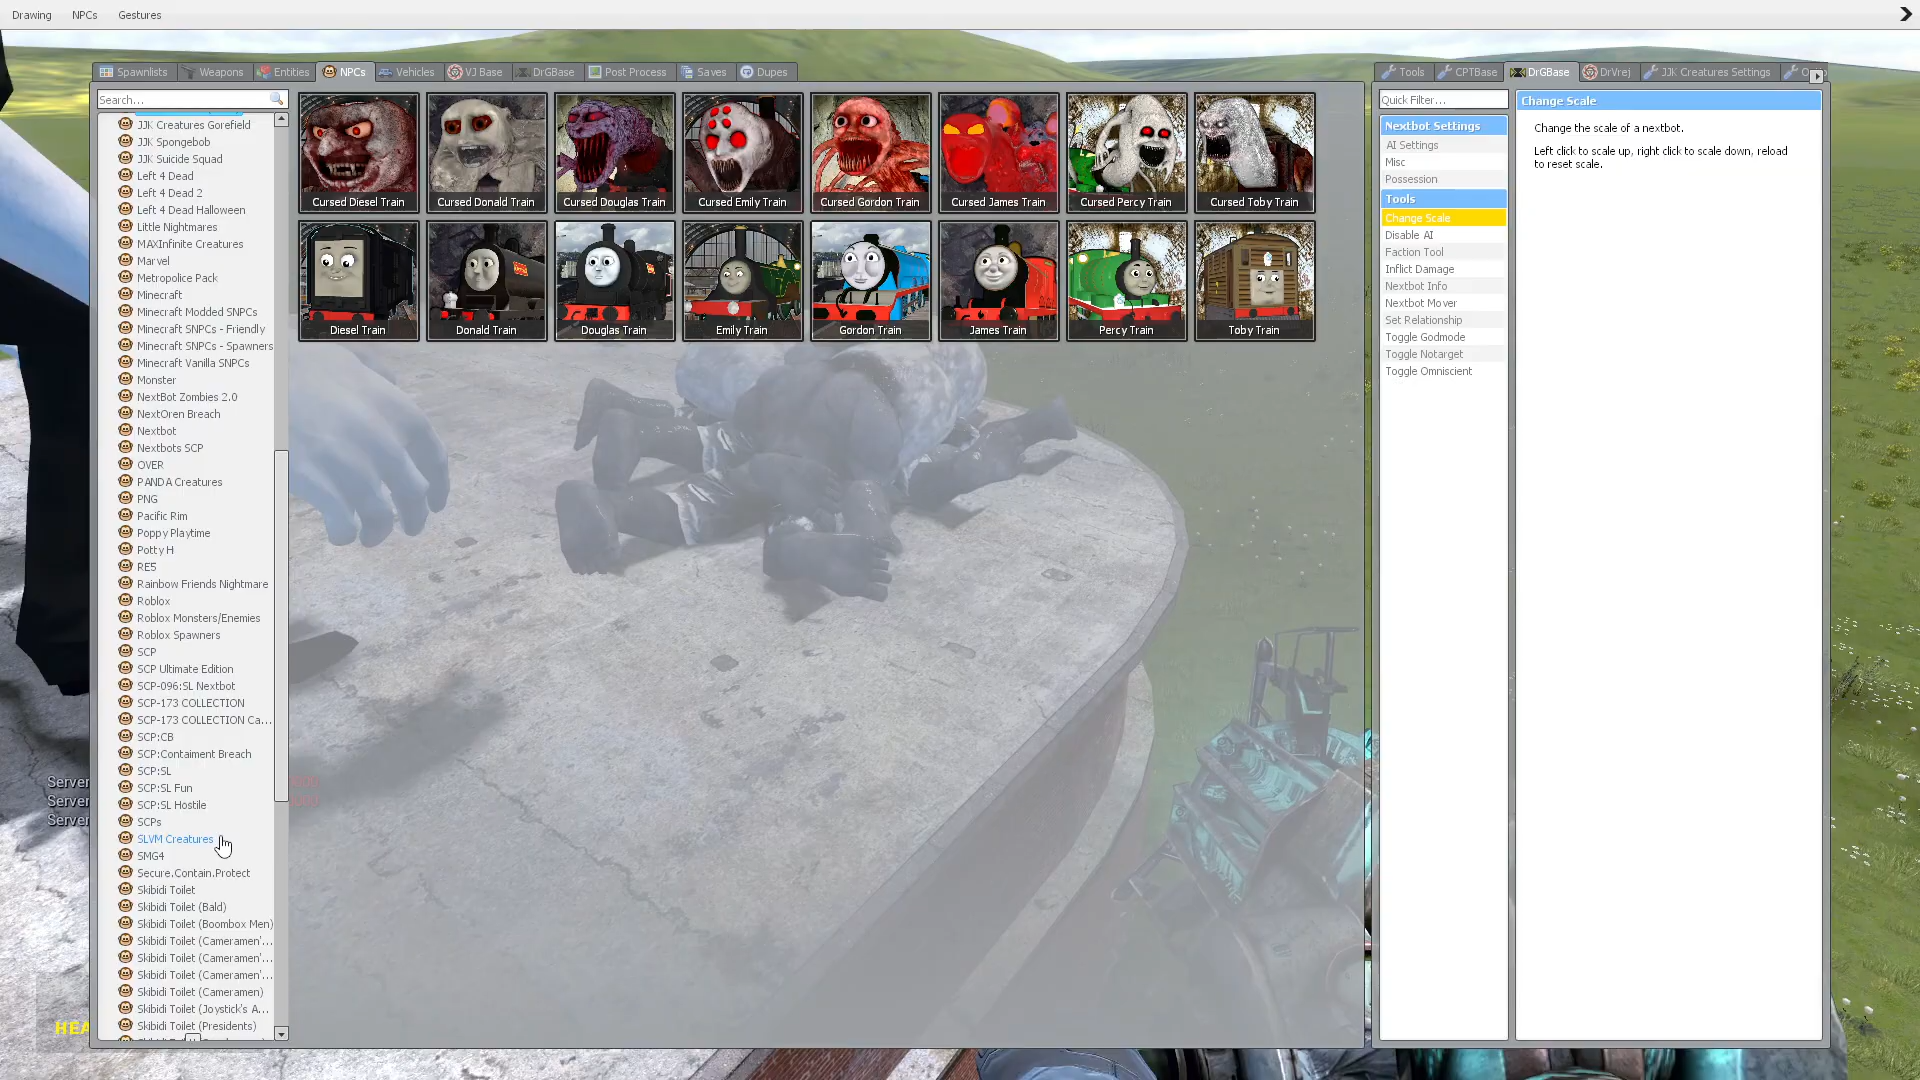 Drawing NPCs Gestures
Spawnlists Weapons Entities NPCs Vehicles VJ Base DrGBase Post Process Saves Dupes
Search...
JJK Creatures Gorefield
JJK Spongebob
JJK Suicide Squad
Left 4 Dead
Left 4 Dead 2
Left 4 Dead Halloween
Little Nightmares
MAXInfinite Creatures
Marvel
Metropolice Pack
Minecraft
Minecraft Modded SNPCs
Minecraft SNPCs - Friendly
Minecraft SNPCs - Spawners
Minecraft Vanilla SNPCs
Monster
NextBot Zombies 2.0
NextOren Breach
Nextbot
Nextbots SCP
OVER
PANDA Creatures
PNG
Pacific Rim
Poppy Playtime
Potty H
RE5
Rainbow Friends Nightmare
Roblox
Roblox Monsters/Enemies
Roblox Spawners
SCP
SCP Ultimate Edition
SCP-096:SL Nextbot
SCP-173 COLLECTION
SCP-173 COLLECTION Ca...
SCP:CB
SCP:Contaiment Breach
SCP:SL
SCP:SL Fun
SCP:SL Hostile
SCPs
SLVM Creatures
SMG4
Secure.Contain.Protect
Skibidi Toilet
Skibidi Toilet (Bald)
Skibidi Toilet (Boombox Men)
Skibidi Toilet (Cameramen'...
Skibidi Toilet (Cameramen'...
Skibidi Toilet (Cameramen'...
Skibidi Toilet (Cameramen)
Skibidi Toilet (Joystick's A...
Skibidi Toilet (Presidents)
Server
Server
Server
HEA
Cursed Diesel Train Cursed Donald Train Cursed Douglas Train Cursed Emily Train Cursed Gordon Train Cursed James Train Cursed Percy Train Cursed Toby Train
Diesel Train Donald Train Douglas Train Emily Train Gordon Train James Train Percy Train Toby Train
Tools CPTBase DrGBase DrVrej JJK Creatures Settings
Quick Filter...
Nextbot Settings
AI Settings
Misc
Possession
Tools
Change Scale
Disable AI
Faction Tool
Inflict Damage
Nextbot Info
Nextbot Mover
Set Relationship
Toggle Godmode
Toggle Notarget
Toggle Omniscient
Change Scale
Change the scale of a nextbot.
Left click to scale up, right click to scale down, reload
to reset scale.